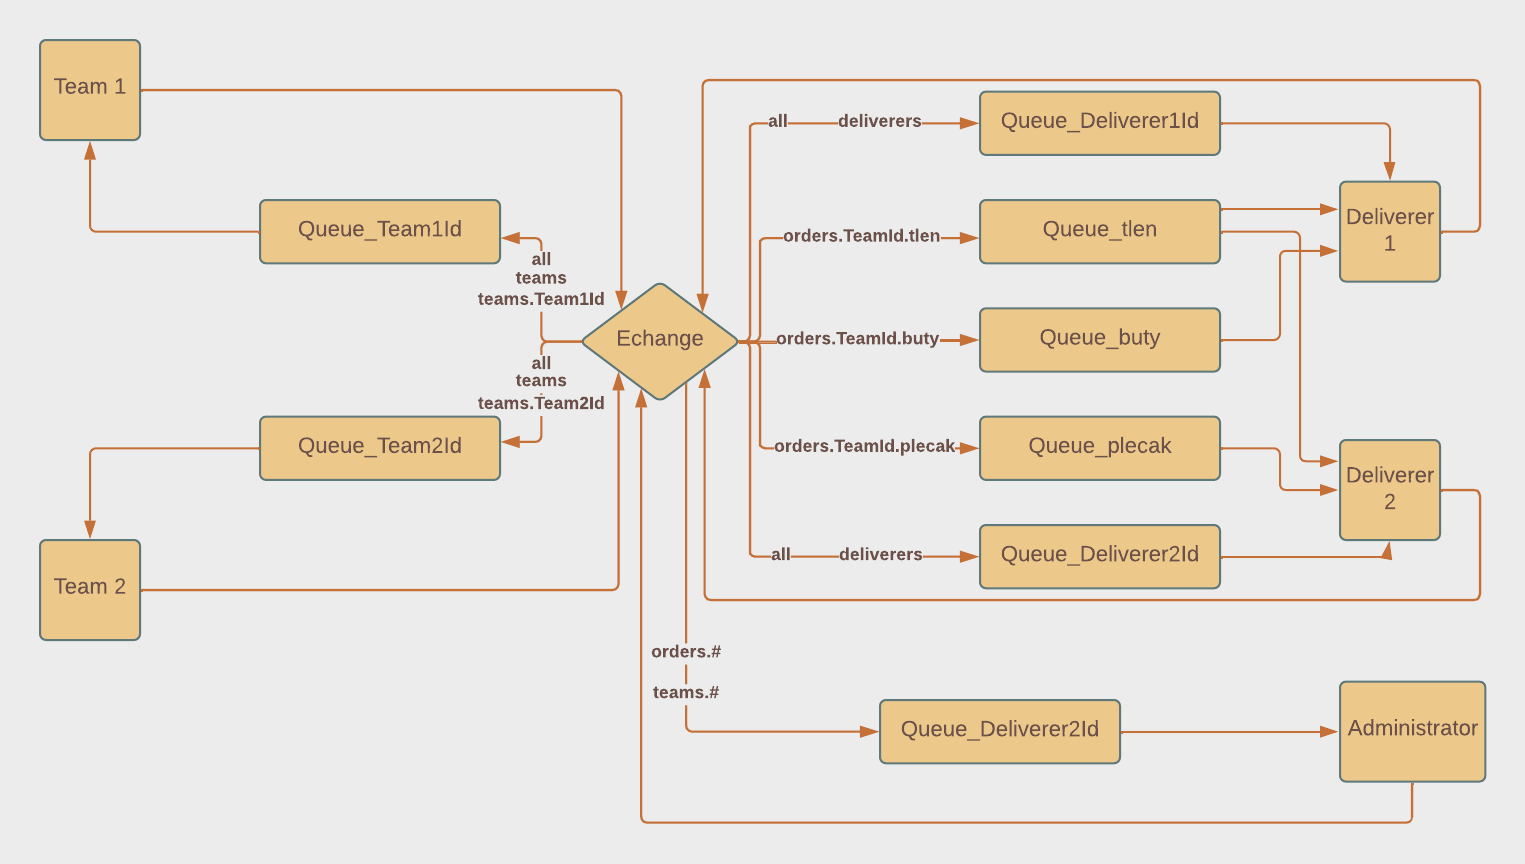 Team 1
all
deliverers
Queue_Deliverer1Id
Queue_Team1Id
all
teams
teams.Team1Id
orders.TeamId.tlen
Queue_tlen
Deliverer
1
Echange
orders.TeamId.buty
Queue_buty
all
teams
teams.Team2Id
Queue_Team2Id
orders.TeamId.plecak
Queue_plecak
Deliverer
2
Team 2
all
deliverers
Queue_Deliverer2Id
orders.#
teams.#
Queue_Deliverer2Id
Administrator